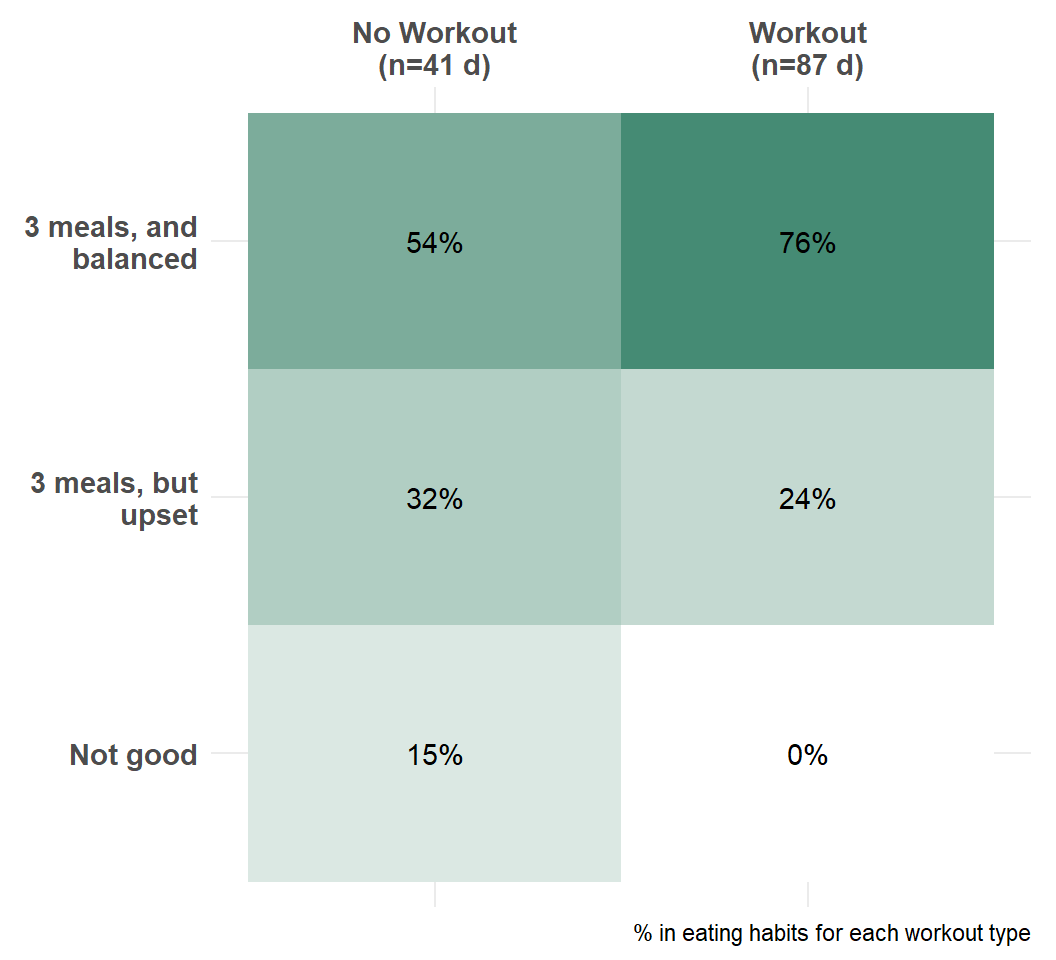 No Workout
(n=41 d)
Workout
(n=87 d)
3 meals, and
balanced
54%
76%
3 meals, but
upset
32%
24%
Not good
15%
0%
% in eating habits for each workout type